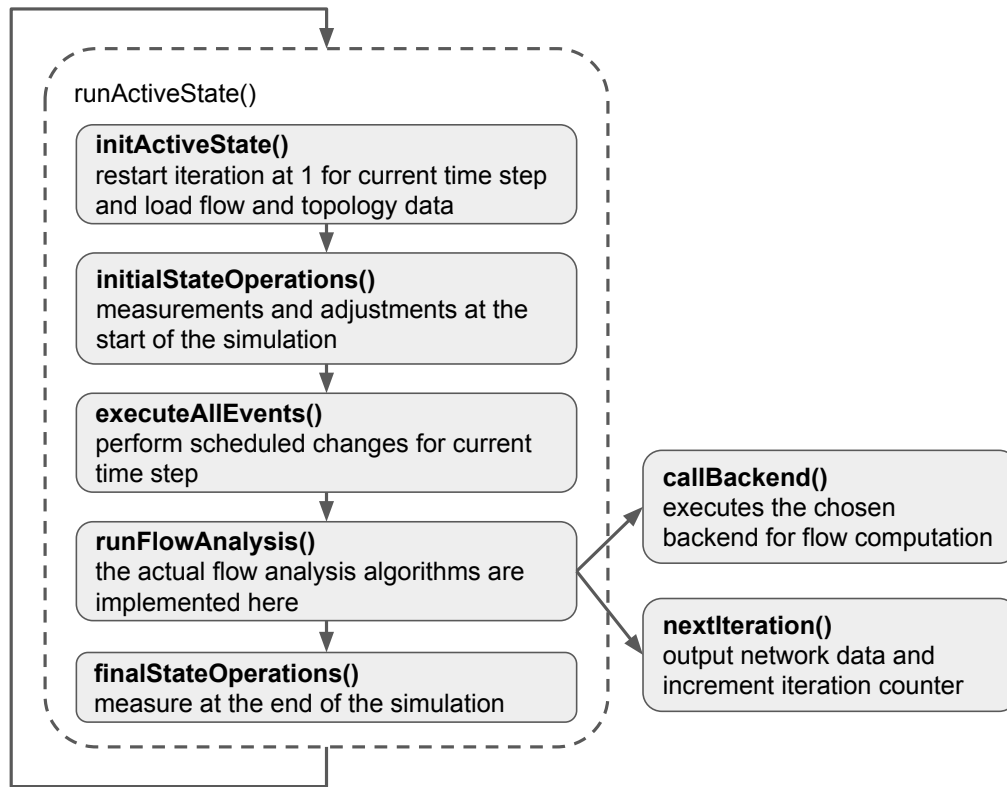 runActiveState()
initActiveState()
restart iteration at 1 for current time step
and load flow and topology data
initialStateOperations()
measurements and adjustments at the
start of the simulation
executeAllEvents()
perform scheduled changes for current
time step
runFlowAnalysis()
the actual flow analysis algorithms are
implemented here
finalStateOperations()
measure at the end of the simulation
callBackend()
executes the chosen
backend for flow computation
nextIteration()
output network data and
increment iteration counter